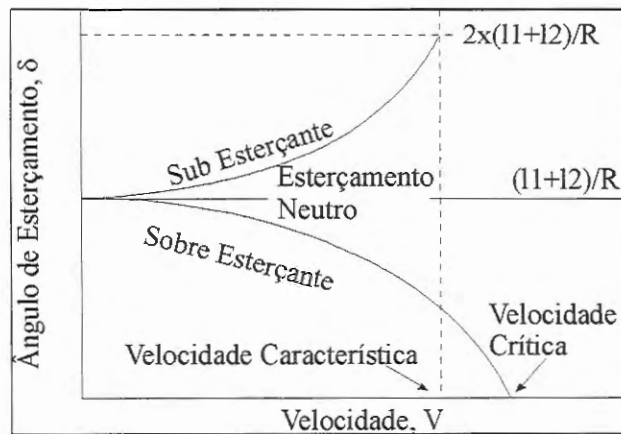 2x(l1+l2)/R
Sub Esterçante
Esterçamento
Neutro
(l1+l2)/R
Sobre Esterçante
Velocidade
Crítica
Velocidade Característica
Ângulo de Esterçamento, δ
Velocidade, V